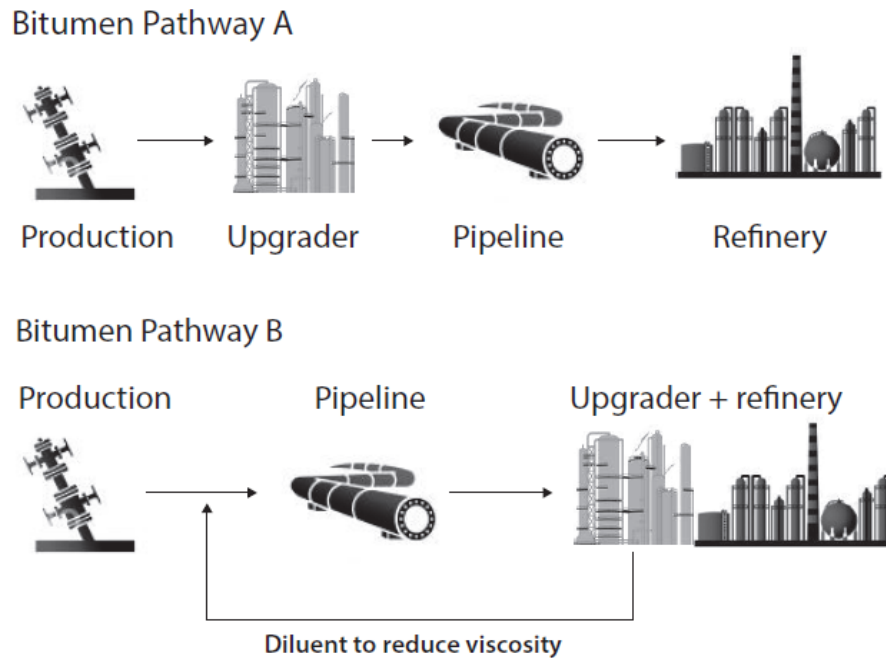 Bitumen Pathway A
Production
Upgrader
Pipeline
Refinery
Bitumen Pathway B
Production
Pipeline
Upgrader + refinery
Diluent to reduce viscosity